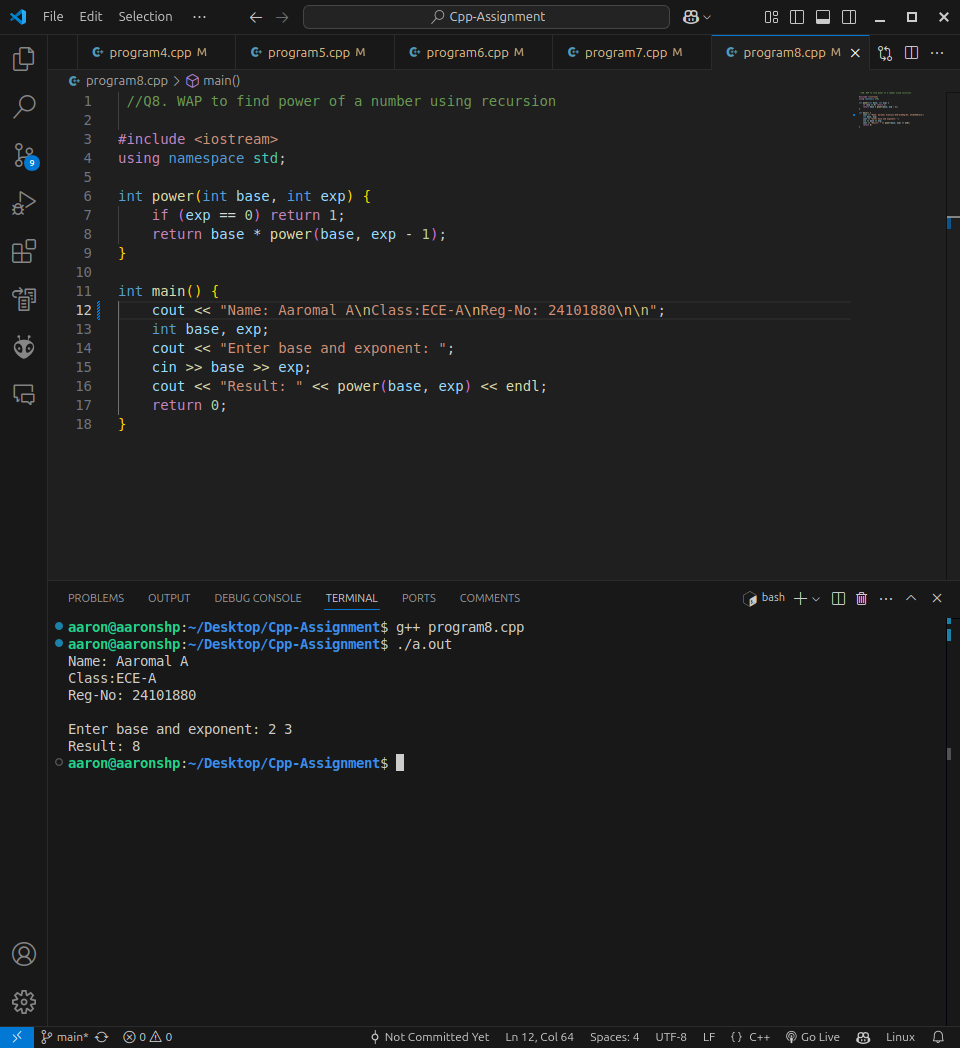 File Edit Selection ··· Cpp-Assignment
program4.cpp M program5.cpp M program6.cpp M program7.cpp M program8.cpp M
program8.cpp > main()
1 //Q8. WAP to find power of a number using recursion
2
3 #include <iostream>
4 using namespace std;
5
6 int power(int base, int exp) {
7 if (exp == 0) return 1;
8 return base * power(base, exp - 1);
9 }
10
11 int main() {
12 cout << "Name: Aaromal A\nClass:ECE-A\nReg-No: 24101880\n\n";
13 int base, exp;
14 cout << "Enter base and exponent: ";
15 cin >> base >> exp;
16 cout << "Result: " << power(base, exp) << endl;
17 return 0;
18 }
9
PROBLEMS OUTPUT DEBUG CONSOLE TERMINAL PORTS COMMENTS bash
aaron@aaronshp:~/Desktop/Cpp-Assignment$ g++ program8.cpp
aaron@aaronshp:~/Desktop/Cpp-Assignment$ ./a.out
Name: Aaromal A
Class:ECE-A
Reg-No: 24101880
Enter base and exponent: 2 3
Result: 8
aaron@aaronshp:~/Desktop/Cpp-Assignment$
main* 0 0 Not Committed Yet Ln 12, Col 64 Spaces: 4 UTF-8 LF {} C++ Go Live Linux